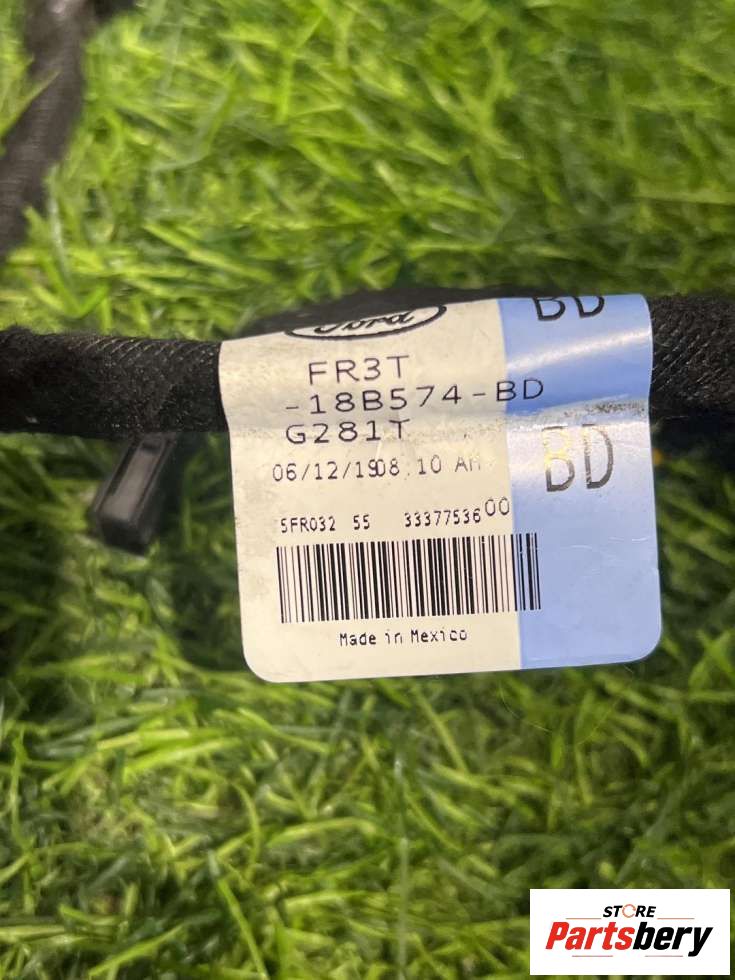 BD
Ford
FR3T
-18B574-BD
G281T
BD
06/12/1908:10 AM
5FR032 55 3337753600
Made in Mexico
STORE
Partsbery